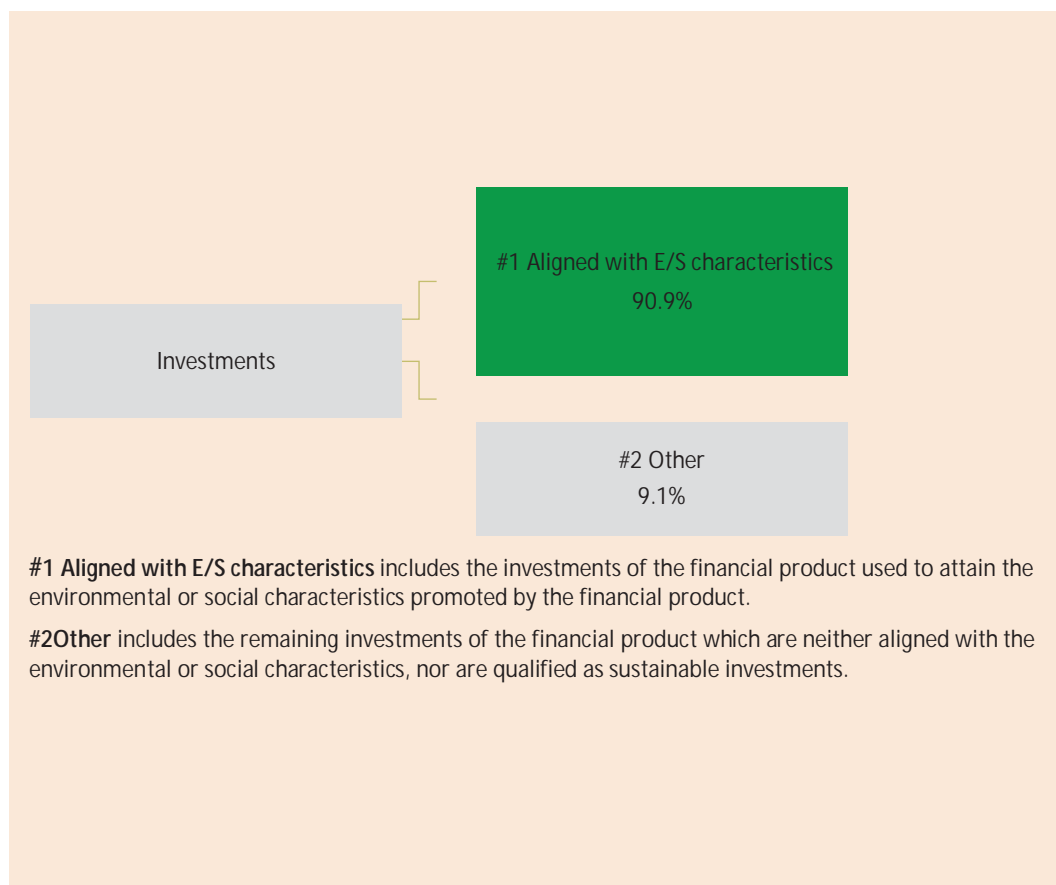 #1 Aligned with E/S characteristics
90.9%
Investments
#2 Other
9.1%
#1 Aligned with E/S characteristics includes the investments of the financial product used to attain the
environmental or social characteristics promoted by the financial product.
#2Other includes the remaining investments of the financial product which are neither aligned with the
environmental or social characteristics, nor are qualified as sustainable investments.